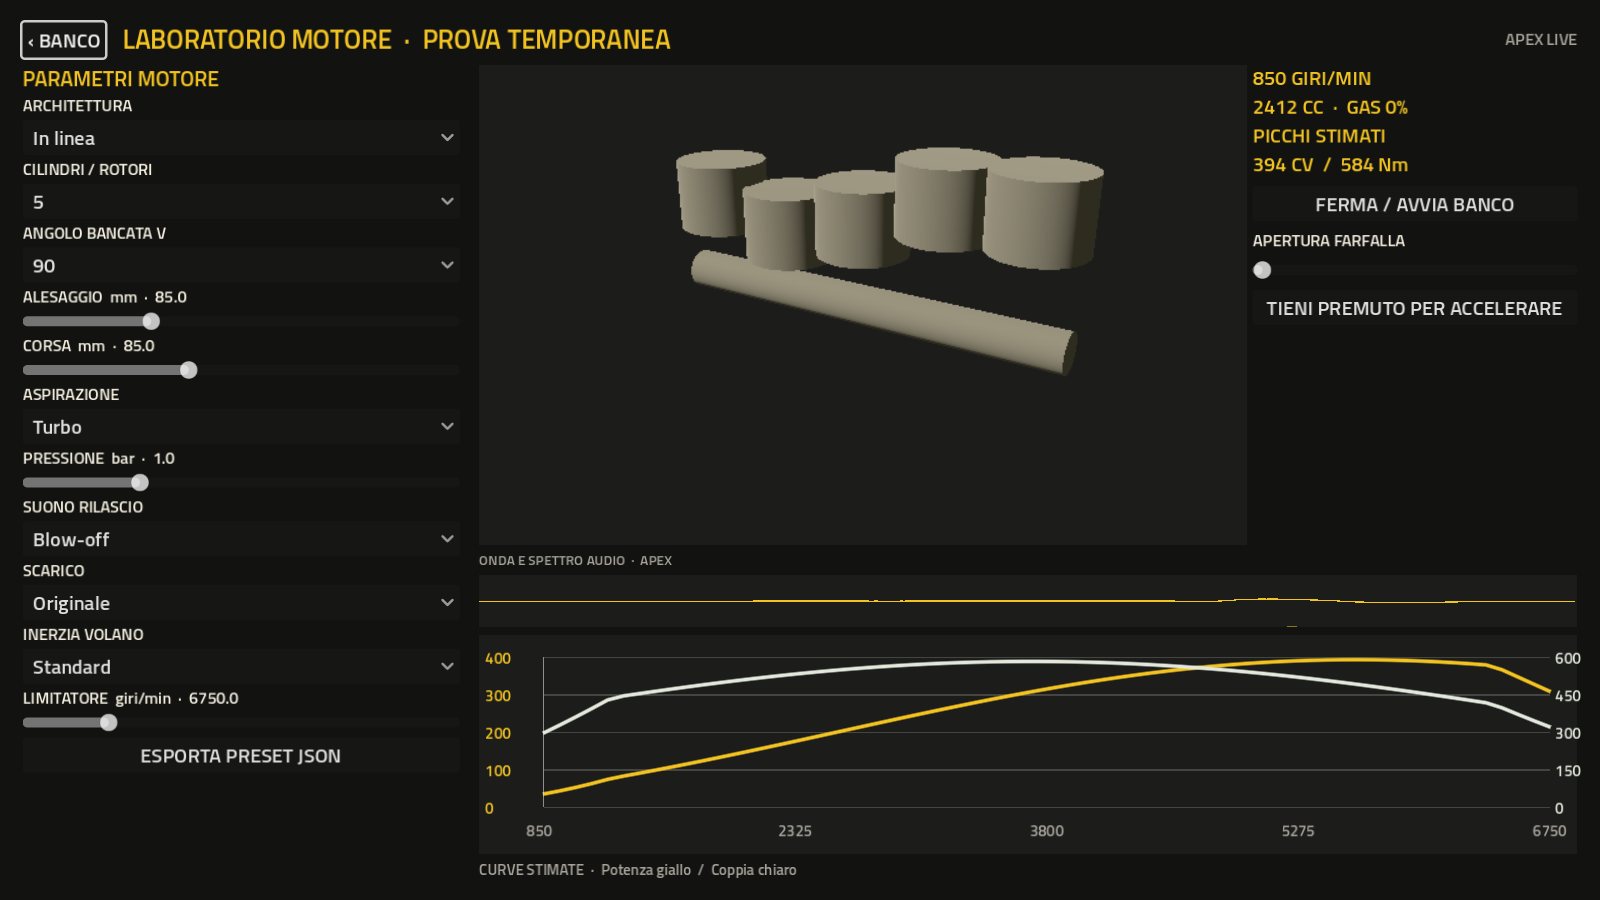 ‹ BANCO
LABORATORIO MOTORE · PROVA TEMPORANEA
APEX LIVE
PARAMETRI MOTORE
ARCHITETTURA
In linea
CILINDRI / ROTORI
5
ANGOLO BANCATA V
90
ALESAGGIO mm · 85.0
CORSA mm · 85.0
ASPIRAZIONE
Turbo
PRESSIONE bar · 1.0
SUONO RILASCIO
Blow-off
SCARICO
Originale
INERZIA VOLANO
Standard
LIMITATORE giri/min · 6750.0
ESPORTA PRESET JSON
850 GIRI/MIN
2412 CC · GAS 0%
PICCHI STIMATI
394 CV / 584 Nm
FERMA / AVVIA BANCO
APERTURA FARFALLA
TIENI PREMUTO PER ACCELERARE
ONDA E SPETTRO AUDIO · APEX
400 600
300 450
200 300
100 150
0 0
850 2325 3800 5275 6750
CURVE STIMATE · Potenza giallo / Coppia chiaro